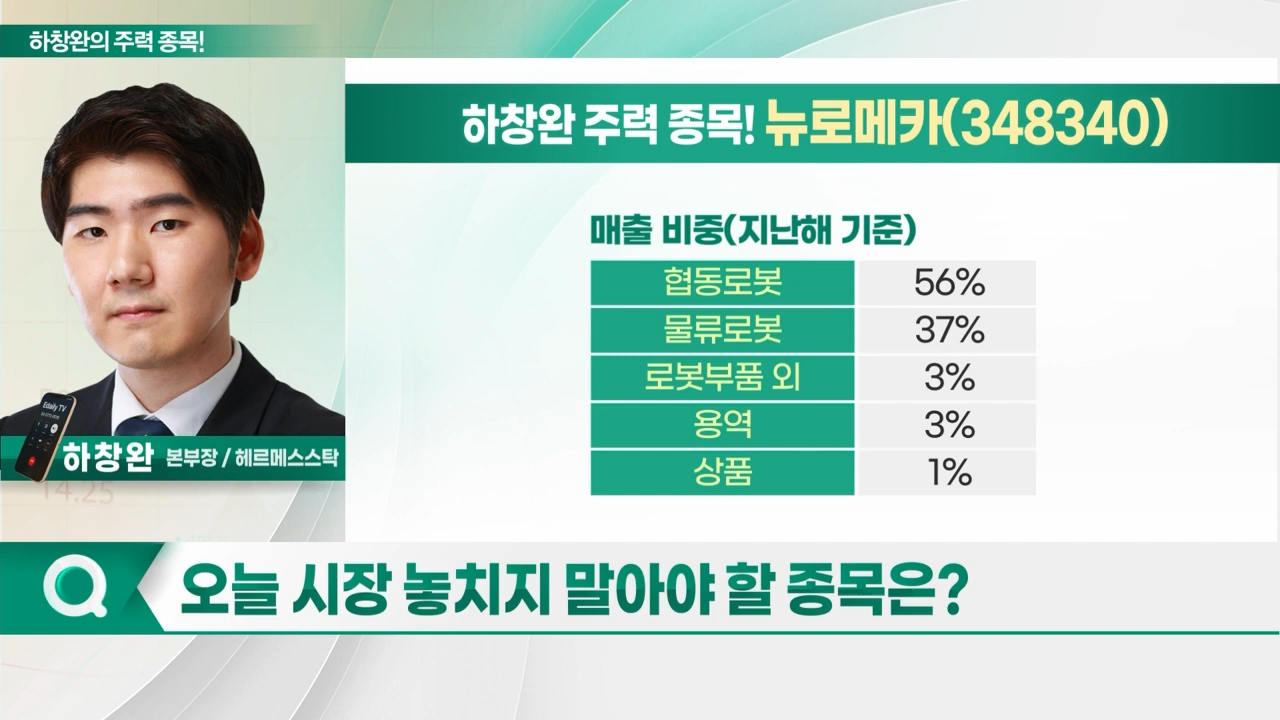 하창완의 주력 종목!
하창완 주력 종목! 뉴로메카(348340)
매출 비중(지난해 기준)
협동로봇 56%
물류로봇 37%
로봇부품 외 3%
용역 3%
상품 1%
Edaily TV
하창완 본부장 / 헤르메스스탁
14.25
Q 오늘 시장 놓치지 말아야 할 종목은?